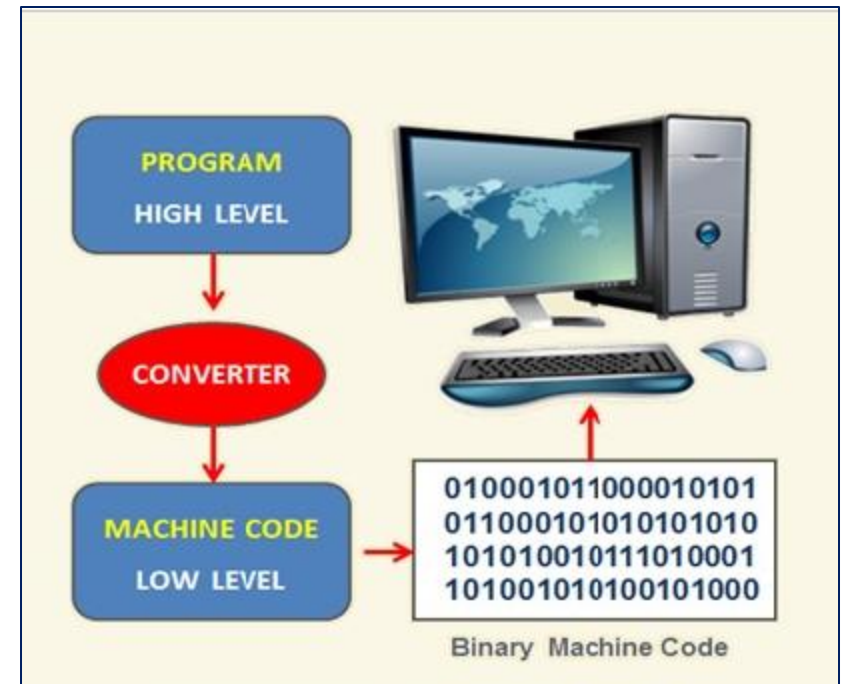 PROGRAM
HIGH LEVEL
CONVERTER
MACHINE CODE
LOW LEVEL
010001011000010101
011000101010101010
101010010111010001
101001010100101000
Binary Machine Code